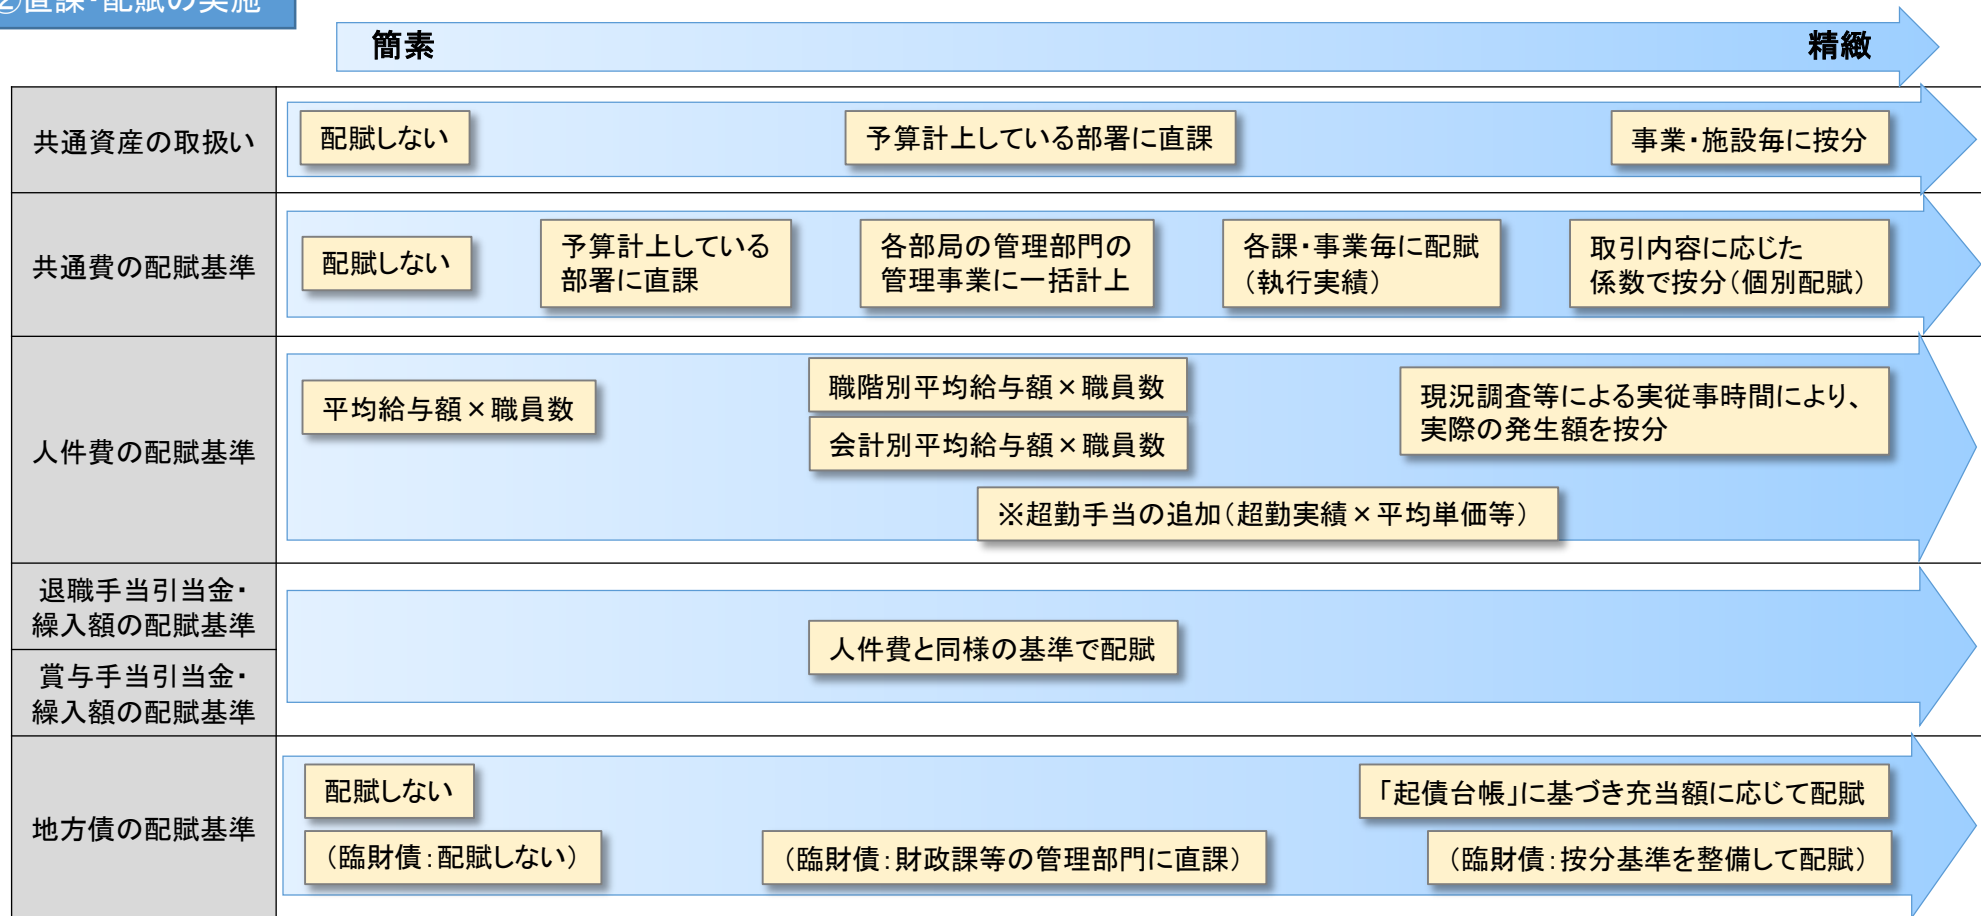 ②直課・配賦の実施
簡素
精緻
共通資産の取扱い
配賦しない
予算計上している部署に直課
事業・施設毎に按分
共通費の配賦基準
配賦しない
予算計上している
部署に直課
各部局の管理部門の
管理事業に一括計上
各課・事業毎に配賦
（執行実績）
取引内容に応じた
係数で按分（個別配賦）
人件費の配賦基準
平均給与額×職員数
職階別平均給与額×職員数
会計別平均給与額×職員数
現況調査等による実従事時間により、
実際の発生額を按分
※超勤手当の追加（超勤実績×平均単価等）
退職手当引当金・
繰入額の配賦基準
賞与手当引当金・
繰入額の配賦基準
人件費と同様の基準で配賦
地方債の配賦基準
配賦しない
「起債台帳」に基づき充当額に応じて配賦
（臨財債：配賦しない）
（臨財債：財政課等の管理部門に直課）
（臨財債：按分基準を整備して配賦）